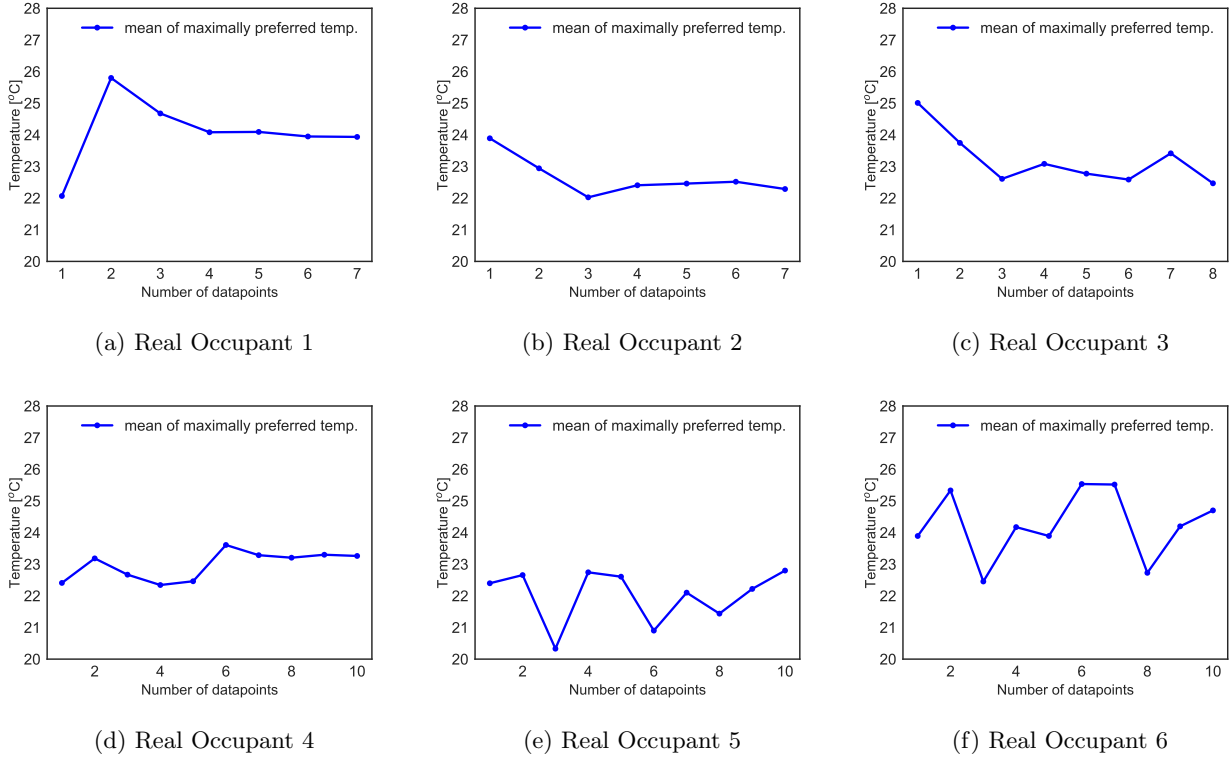 28
27
26
25
24
23
22
21
20
Temperature [°C]
mean of maximally preferred temp.
1 2 3 4 5 6 7
Number of datapoints
(a) Real Occupant 1
28
27
26
25
24
23
22
21
20
Temperature [°C]
mean of maximally preferred temp.
1 2 3 4 5 6 7
Number of datapoints
(b) Real Occupant 2
28
27
26
25
24
23
22
21
20
Temperature [°C]
mean of maximally preferred temp.
1 2 3 4 5 6 7 8
Number of datapoints
(c) Real Occupant 3
28
27
26
25
24
23
22
21
20
Temperature [°C]
mean of maximally preferred temp.
2 4 6 8 10
Number of datapoints
(d) Real Occupant 4
28
27
26
25
24
23
22
21
20
Temperature [°C]
mean of maximally preferred temp.
2 4 6 8 10
Number of datapoints
(e) Real Occupant 5
28
27
26
25
24
23
22
21
20
Temperature [°C]
mean of maximally preferred temp.
2 4 6 8 10
Number of datapoints
(f) Real Occupant 6